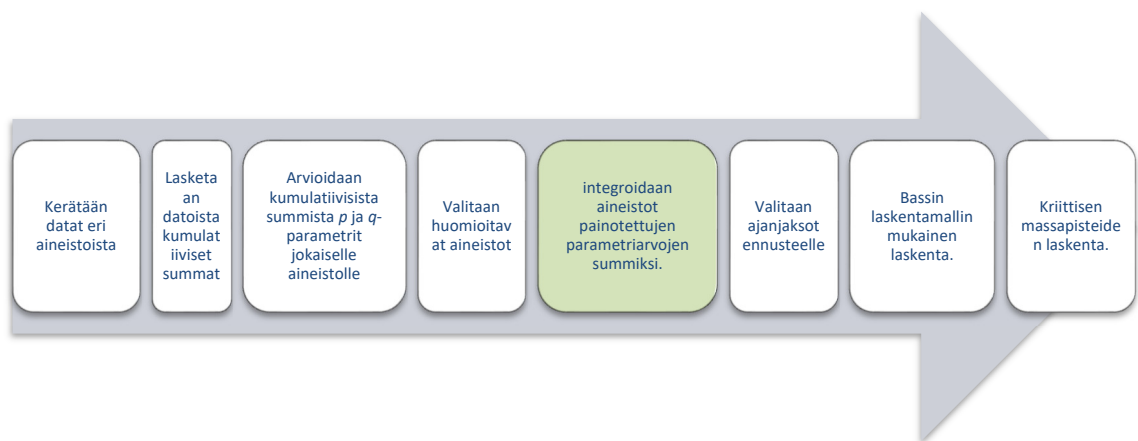 Kerätään
datat eri
aineistoista
Lasketa
an
datoista
kumulat
iiviset
summat
Arvioidaan
kumulatiivisista
summista p ja q-
parametrit
jokaiselle
aineistolle
Valitaan
huomioitav
at aineistot
integroidaan
aineistot
painotettujen
parametriarvojen
summiksi.
Valitaan
ajanjaksot
ennusteelle
Bassin
laskentamallin
mukainen
laskenta.
Kriittisen
massapisteide
n laskenta.